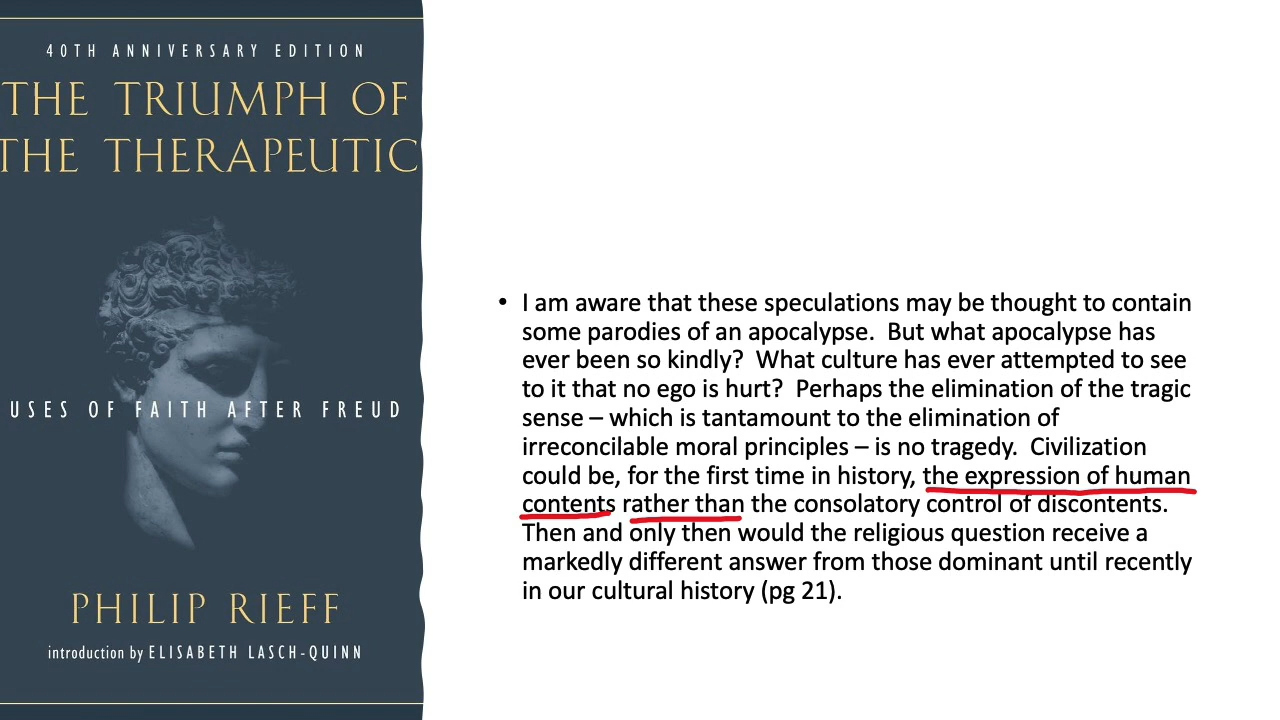 40TH ANNIVERSARY EDITION
THE TRIUMPH OF
THE THERAPEUTIC
USES OF FAITH AFTER FREUD
PHILIP RIEFF
introduction by ELISABETH LASCH-QUINN
• I am aware that these speculations may be thought to contain
some parodies of an apocalypse.  But what apocalypse has
ever been so kindly?  What culture has ever attempted to see
to it that no ego is hurt?  Perhaps the elimination of the tragic
sense – which is tantamount to the elimination of
irreconcilable moral principles – is no tragedy.  Civilization
could be, for the first time in history, the expression of human
contents rather than the consolatory control of discontents.
Then and only then would the religious question receive a
markedly different answer from those dominant until recently
in our cultural history (pg 21).